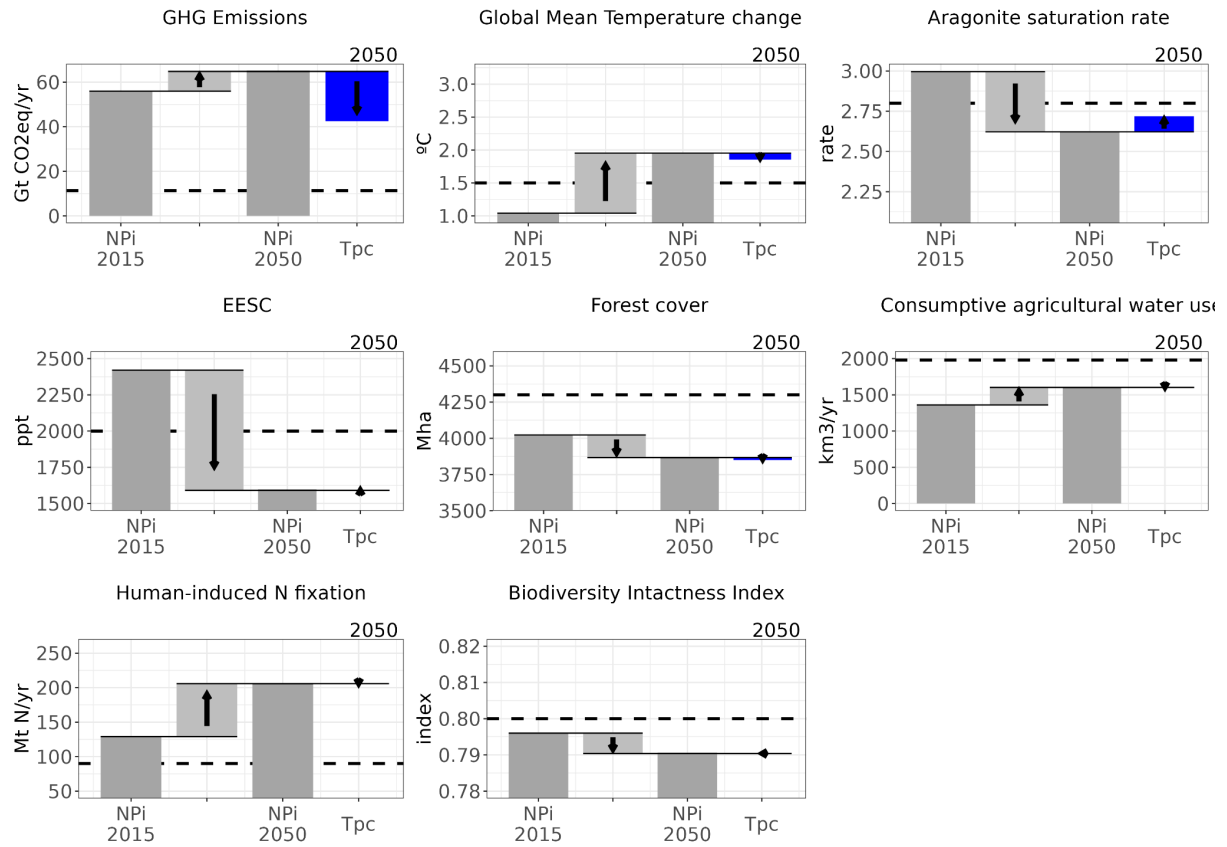 GHG Emissions
2050
Gt CO2eq/yr
60
40
20
0
NPi
2015
NPi
2050
Tpc
Global Mean Temperature change
2050
ºC
3.0
2.5
2.0
1.5
1.0
NPi
2015
NPi
2050
Tpc
Aragonite saturation rate
2050
rate
3.00
2.75
2.50
2.25
NPi
2015
NPi
2050
Tpc
EESC
2050
ppt
2500
2250
2000
1750
1500
NPi
2015
NPi
2050
Tpc
Forest cover
2050
Mha
4500
4250
4000
3750
3500
NPi
2015
NPi
2050
Tpc
Consumptive agricultural water use
2050
km3/yr
2000
1500
1000
500
0
NPi
2015
NPi
2050
Tpc
Human-induced N fixation
2050
Mt N/yr
250
200
150
100
50
NPi
2015
NPi
2050
Tpc
Biodiversity Intactness Index
2050
index
0.82
0.81
0.80
0.79
0.78
NPi
2015
NPi
2050
Tpc